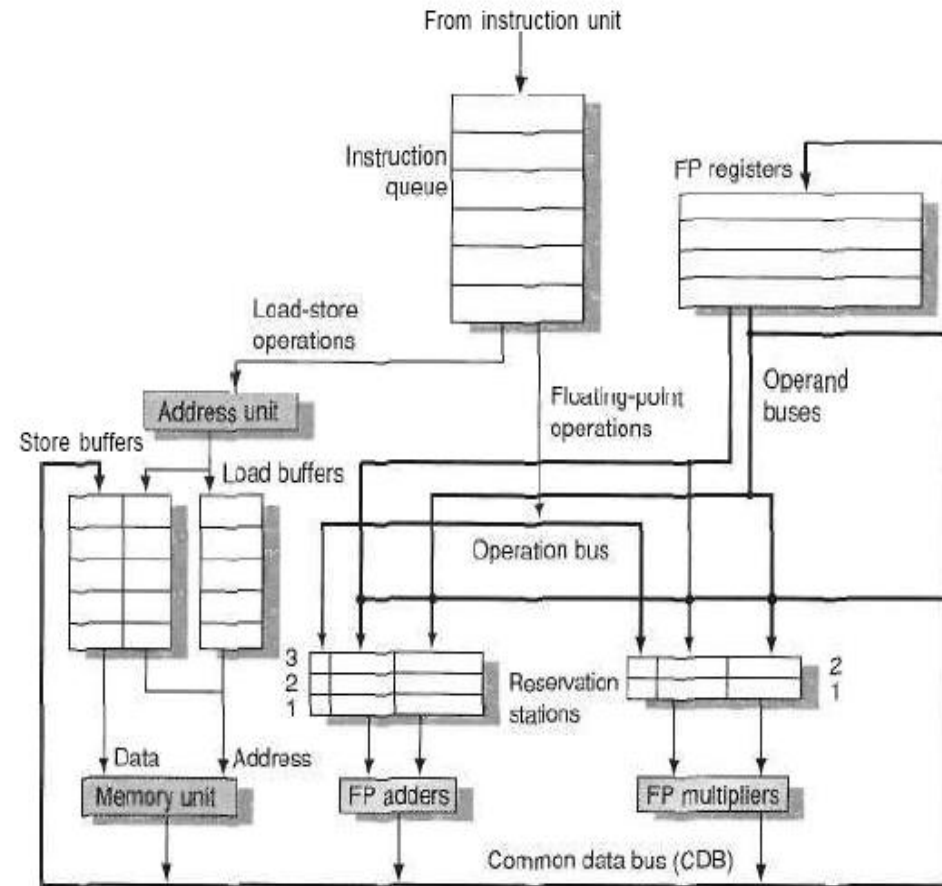 From instruction unit
Instruction
queue
FP registers
Load-store
operations
Address unit
Floating-point
operations
Operand
buses
Store buffers
Load buffers
Operation bus
3
2
1
Reservation
stations
2
1
Data
Address
Memory unit
FP adders
FP multipliers
Common data bus (CDB)